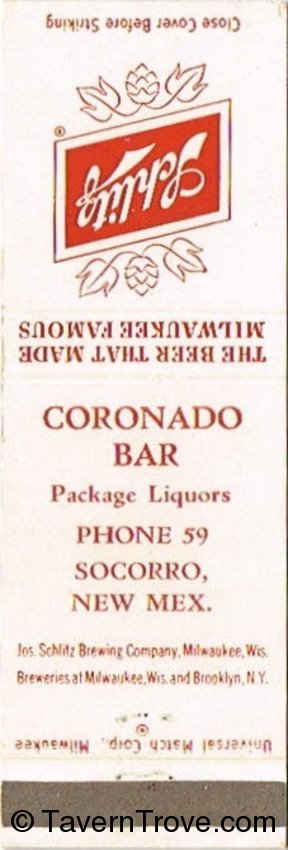 Close Cover Before Striking
Schlitz
®
THE BEER THAT MADE
MILWAUKEE FAMOUS
CORONADO
BAR
Package Liquors
PHONE 59
SOCORRO,
NEW MEX.
Jos. Schlitz Brewing Company, Milwaukee, Wis.
Breweries at Milwaukee, Wis. and Brooklyn, N.Y.
Universal Match Corp., Milwaukee
© TavernTrove.com